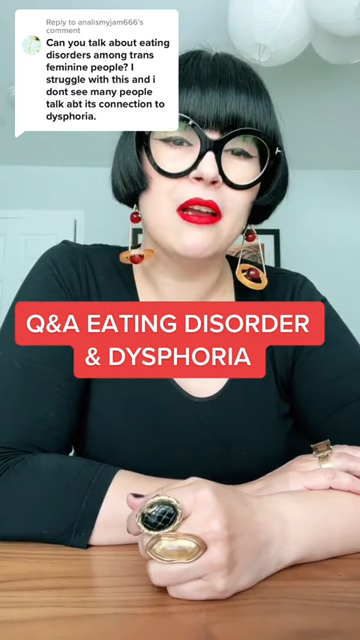 Reply to analismyjam666's
comment
Can you talk about eating
disorders among trans
feminine people? I
struggle with this and i
dont see many people
talk abt its connection to
dysphoria.
Q&A EATING DISORDER
& DYSPHORIA